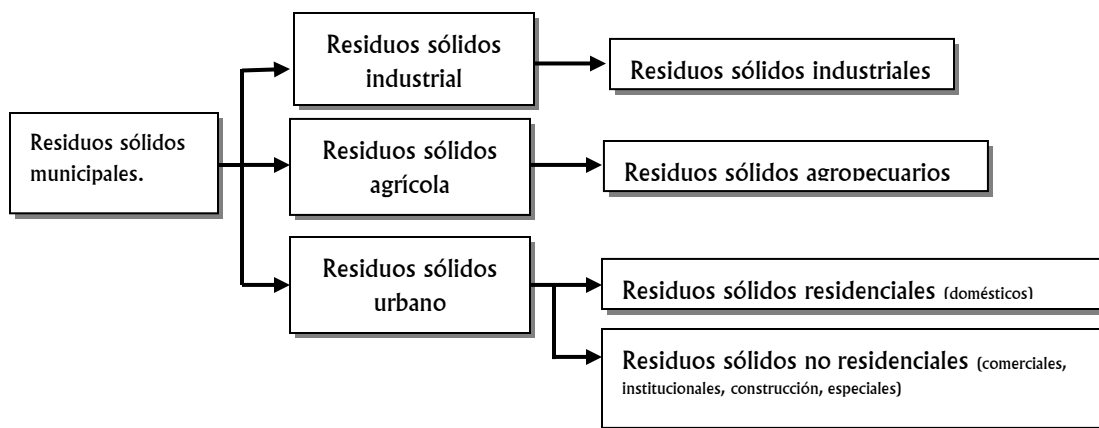 Residuos sólidos
municipales.
Residuos sólidos
industrial
Residuos sólidos industriales
Residuos sólidos
agrícola
Residuos sólidos agropecuarios
Residuos sólidos
urbano
Residuos sólidos residenciales (domésticos)
Residuos sólidos no residenciales (comerciales,
institucionales, construcción, especiales)